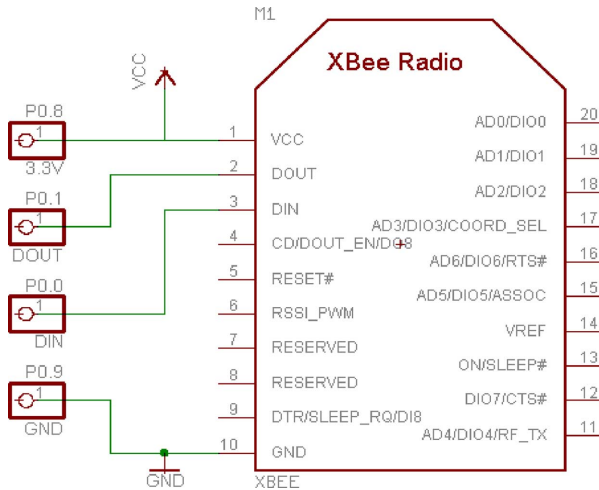 M1
XBee Radio
VCC
P0.8
1
3.3V
P0.1
1
DOUT
P0.0
1
DIN
P0.9
1
GND
GND
1 VCC
2 DOUT
3 DIN
4 CD/DOUT_EN/DO8
5 RESET#
6 RSSI_PWM
7 RESERVED
8 RESERVED
9 DTR/SLEEP_RQ/DI8
10 GND
AD0/DIO0 20
AD1/DIO1 19
AD2/DIO2 18
AD3/DIO3/COORD_SEL 17
AD6/DIO6/RTS# 16
AD5/DIO5/ASSOC 15
VREF 14
ON/SLEEP# 13
DIO7/CTS# 12
AD4/DIO4/RF_TX 11
XBEE